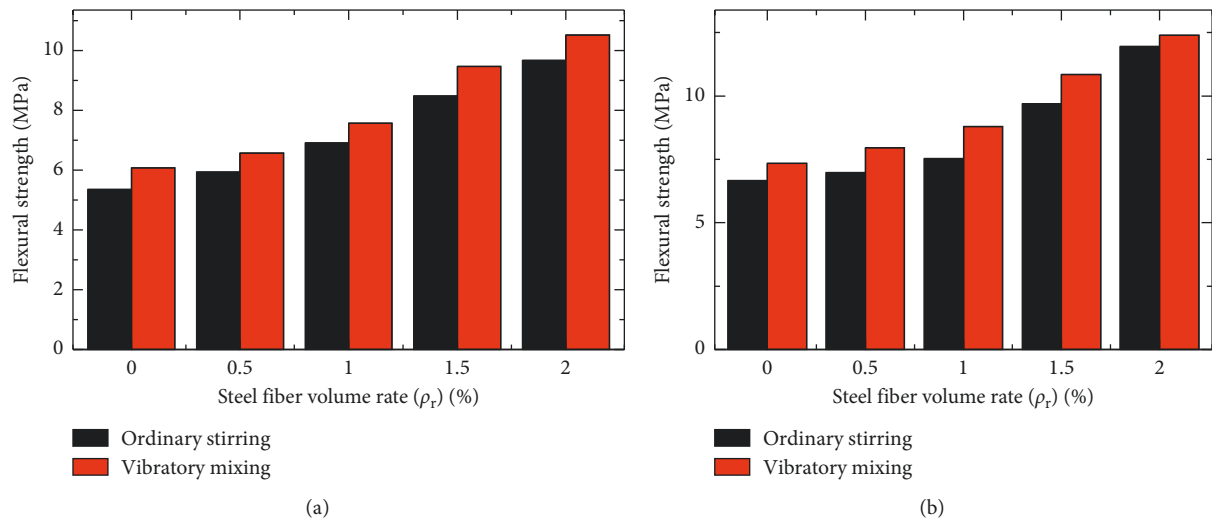 Flexural strength (MPa)
10
8
6
4
2
0
0 0.5 1 1.5 2
Steel fiber volume rate (ρr) (%)
Ordinary stirring
Vibratory mixing
(a)
Flexural strength (MPa)
10
5
0
0 0.5 1 1.5 2
Steel fiber volume rate (ρr) (%)
Ordinary stirring
Vibratory mixing
(b)